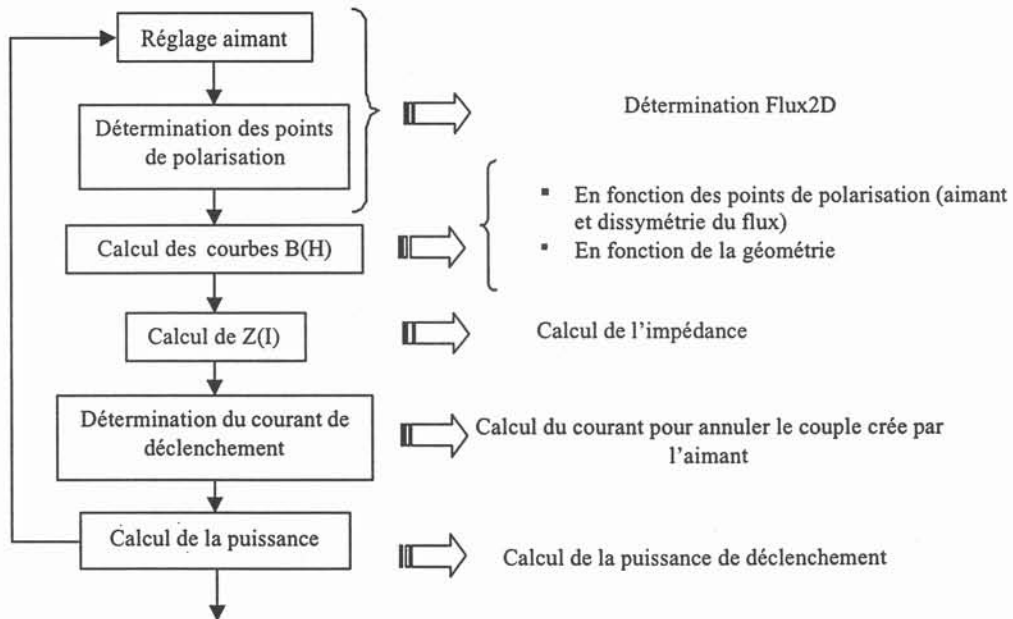 Réglage aimant
Détermination des points
de polarisation
Détermination Flux2D
Calcul des courbes B(H)
▪ En fonction des points de polarisation (aimant
et dissymétrie du flux)
▪ En fonction de la géométrie
Calcul de Z(I)
Calcul de l'impédance
Détermination du courant de
déclenchement
Calcul du courant pour annuler le couple crée par
l'aimant
Calcul de la puissance
Calcul de la puissance de déclenchement